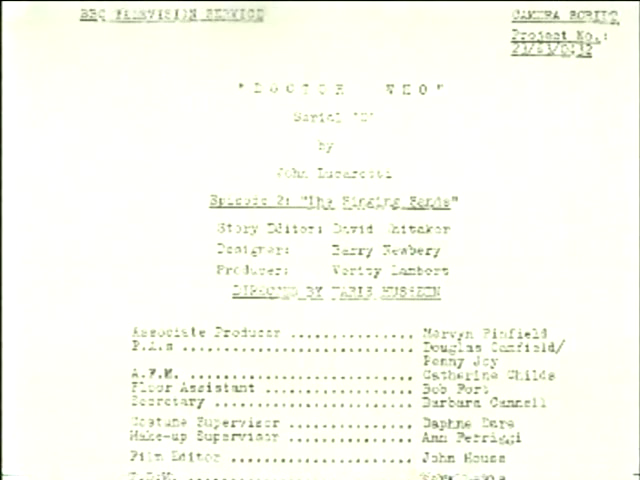 BBC TELEVISION SERVICE
CAMERA
Project No.:
"D O C T O R   W H O"
Serial
by
John Lucarotti
Episode 2: "The Singing Sands"
Story Editor: David Whitaker
Designer: Barry Newbery
Producer: Verity Lambert
DIRECTED BY WARIS HUSSEIN
Associate Producer ............... Mervyn Pinfield
P.A.s ............................ Douglas Camfield/
Penny Joy
A.F.M. ........................... Catherine Childs
Floor Assistant .................. Bob Fort
Secretary ........................ Barbara Cannell
Costume Supervisor ............... Daphne Dare
Make-up Supervisor ............... Ann Ferriggi
Film Editor ...................... John House